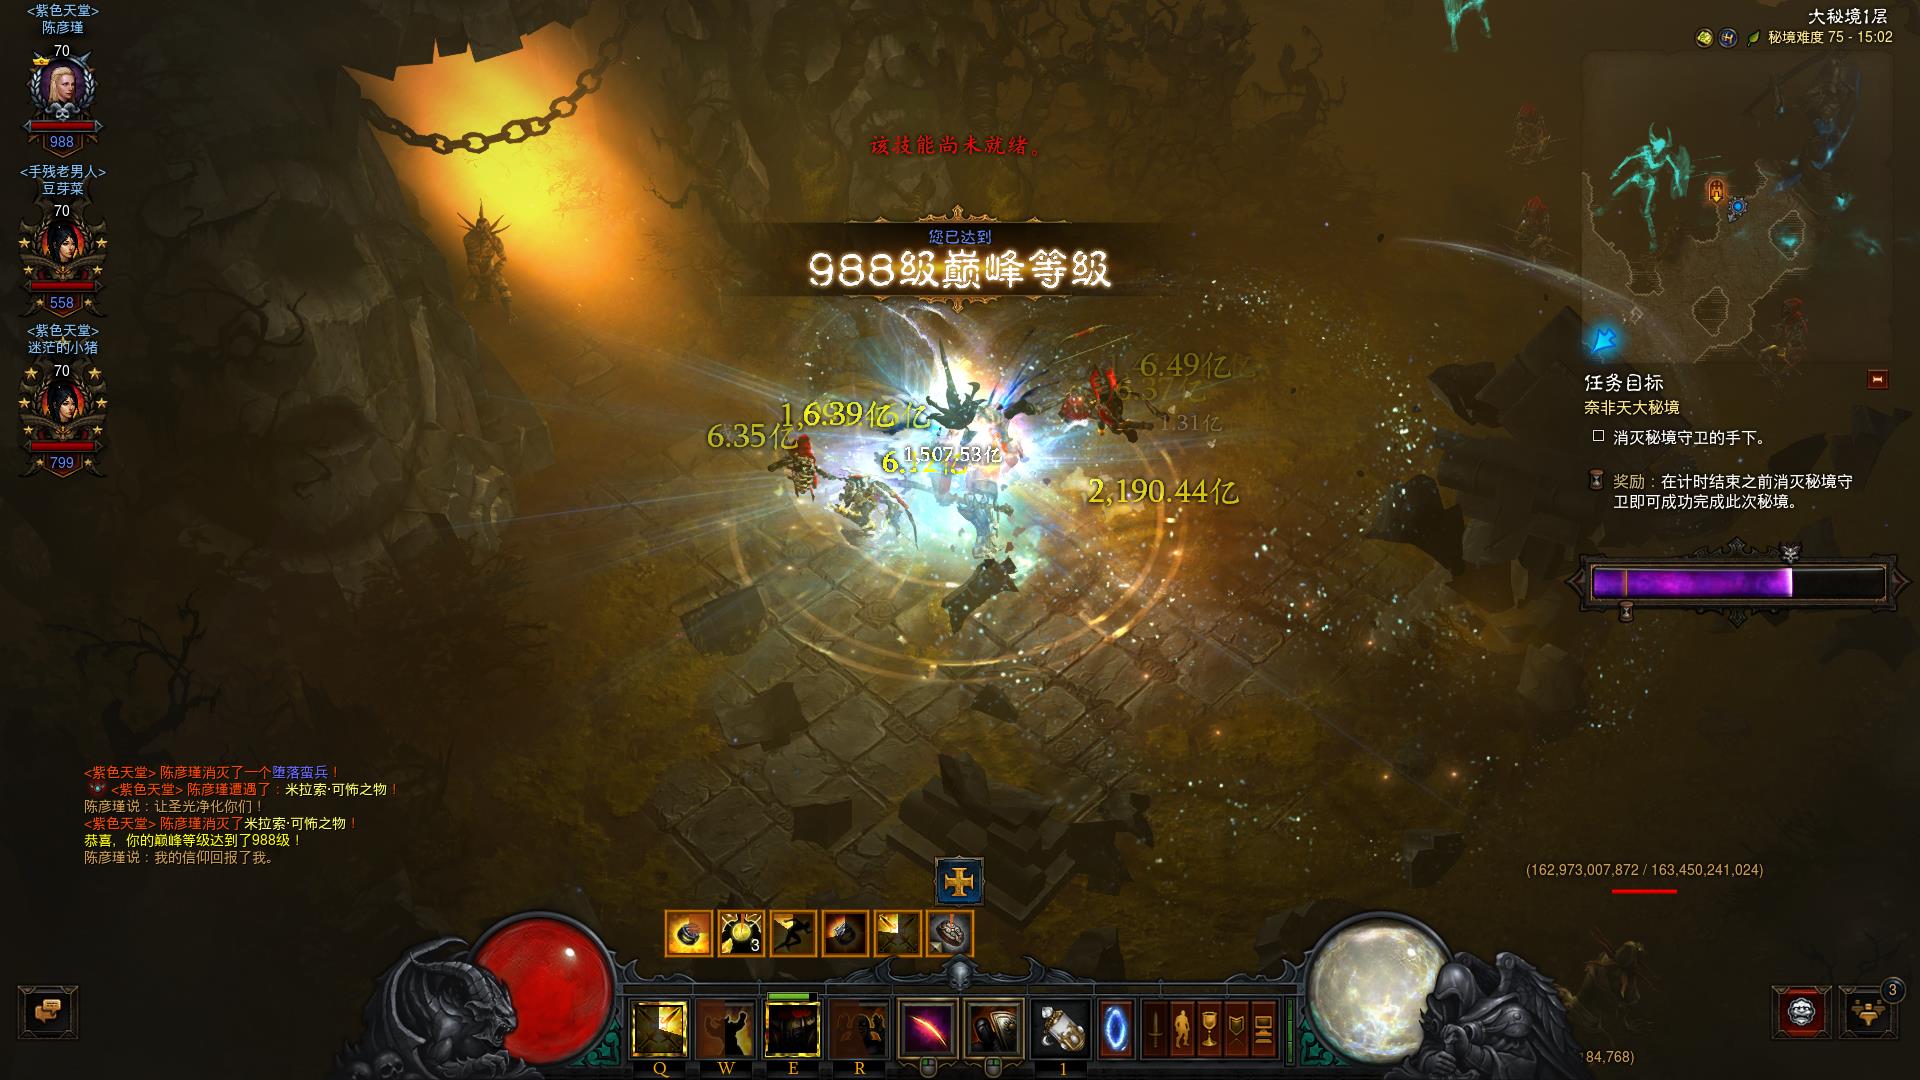 <紫色天堂>
陈彦瑾
70
988
<手残老男人>
豆芽菜
70
558
<紫色天堂>
迷茫的小猪
70
799
大秘境1层
秘境难度 75 - 15:02
该技能尚未就绪。
您已达到
988级巅峰等级
6.49亿
6.37亿
1.31亿
1,639亿
6.35亿
1,507.53亿
2,190.44亿
任务目标
奈非天大秘境
消灭秘境守卫的手下。
奖励：在计时结束之前消灭秘境守
卫即可成功完成此次秘境。
<紫色天堂> 陈彦瑾消灭了一个堕落蛮兵！
<紫色天堂> 陈彦瑾遭遇了：米拉索·可怖之物！
陈彦瑾说：让圣光净化你们！
<紫色天堂> 陈彦瑾消灭了米拉索·可怖之物！
恭喜，你的巅峰等级达到了988级！
陈彦瑾说：我的信仰回报了我。
(162,973,007,872 / 163,450,241,024)
3
Q
W
E
R
1
84,768)
3